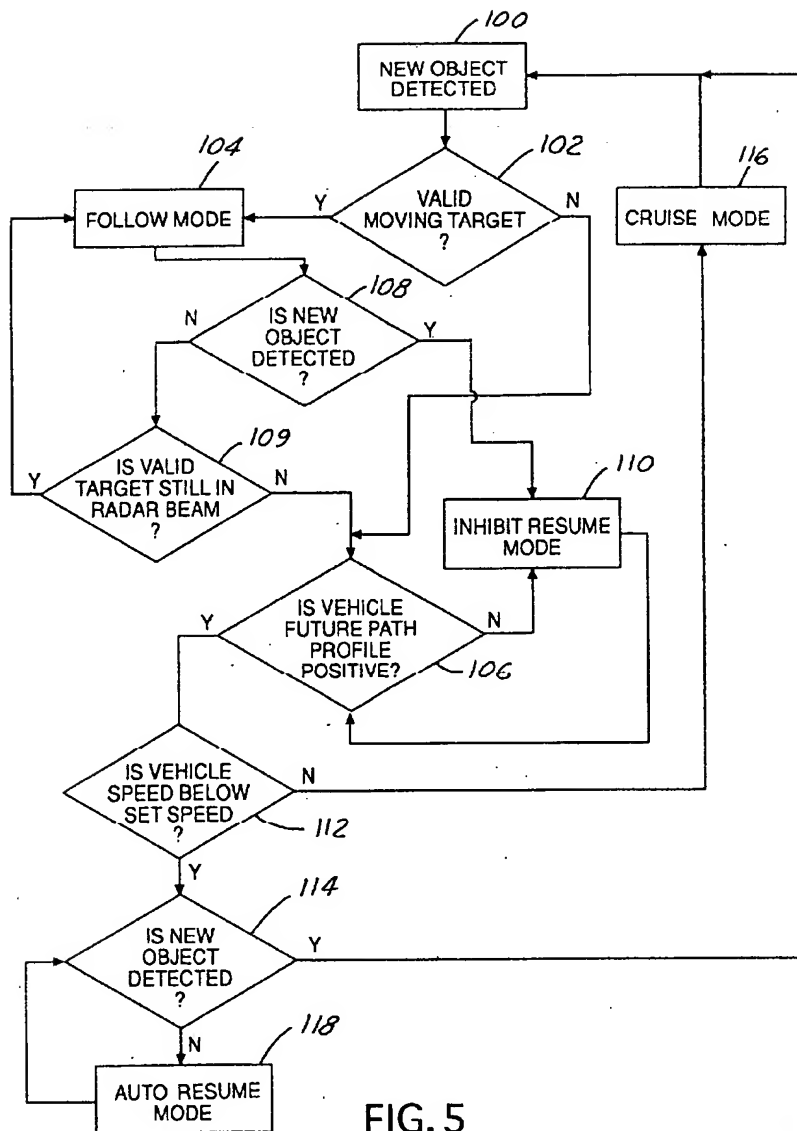 100
NEW OBJECT
DETECTED
102
VALID
MOVING TARGET
?
Y
N
104
FOLLOW MODE
116
CRUISE MODE
108
IS NEW
OBJECT
DETECTED
?
N
Y
109
IS VALID
TARGET STILL IN
RADAR BEAM
?
Y
N
110
INHIBIT RESUME
MODE
IS VEHICLE
FUTURE PATH
PROFILE
POSITIVE?
Y
N
106
IS VEHICLE
SPEED BELOW
SET SPEED
?
N
112
Y
114
IS NEW
OBJECT
DETECTED
?
Y
N
118
AUTO RESUME
MODE
FIG. 5